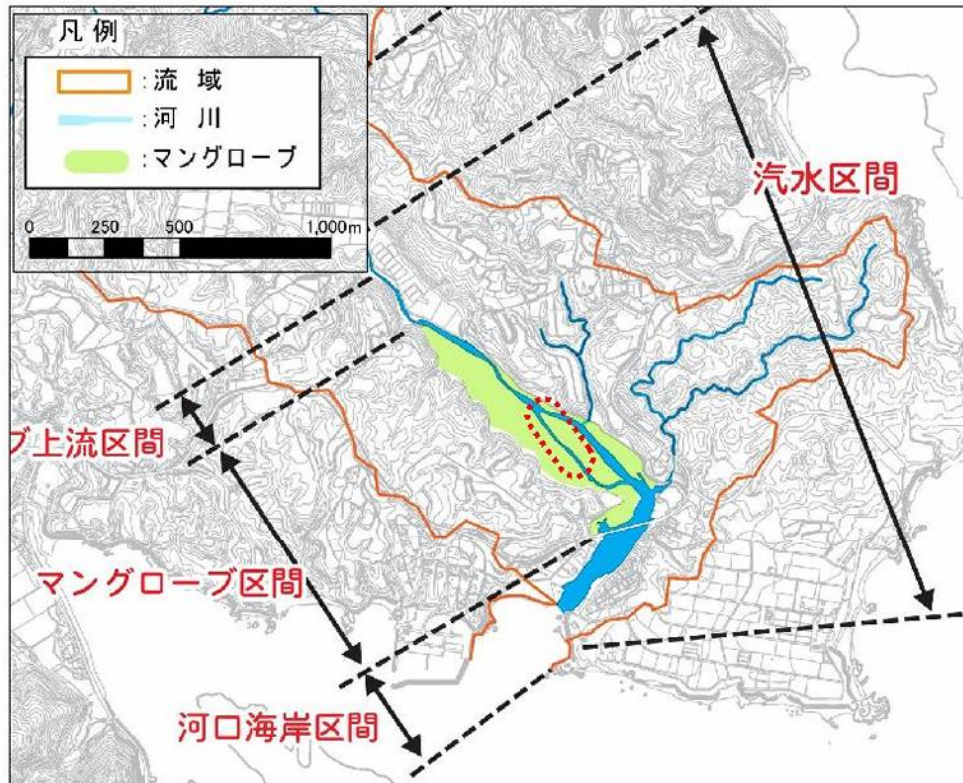 凡例
: 流域
: 河川
: マングローブ
0 250 500 1,000m
汽水区間
ブ上流区間
マングローブ区間
河口海岸区間